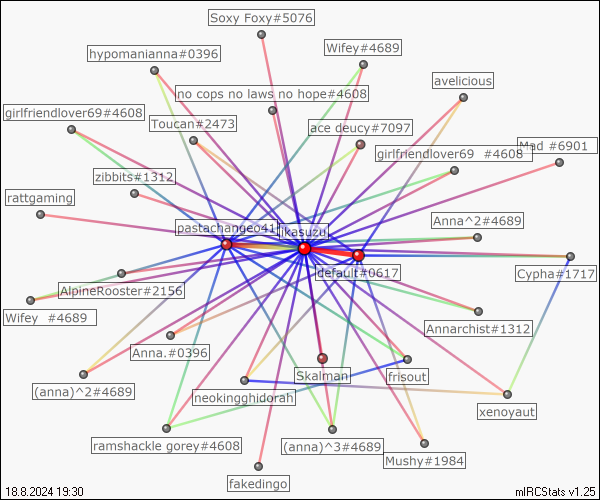 Soxy Foxy#5076
Wifey#4689
hypomanianna#0396
avelicious
no cops no laws no hope#4608
girlfriendlover69#4608
Toucan#2473
ace deucy#7097
Mad #6901
girlfriendlover69 #4608
zibbits#1312
rattgaming
Anna^2#4689
pastachangeo41
ikasuzu
default#0617
Cypha#1717
AlpineRooster#2156
Wifey #4689
Annarchist#1312
Anna.#0396
Skalman
frisout
(anna)^2#4689
neokingghidorah
xenoyaut
ramshackle gorey#4608
(anna)^3#4689
Mushy#1984
fakedingo
18.8.2024 19:30
mIRCStats v1.25